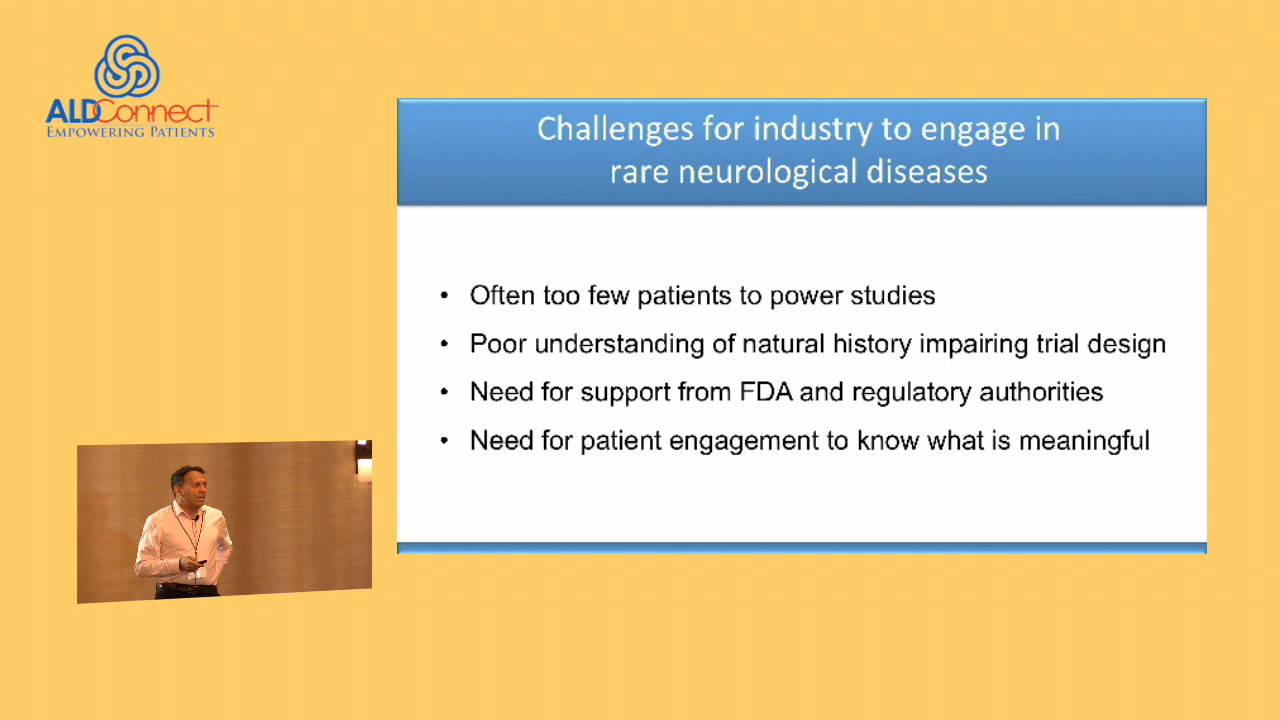 ALDConnect
EMPOWERING PATIENTS
Challenges for industry to engage in
rare neurological diseases
• Often too few patients to power studies
• Poor understanding of natural history impairing trial design
• Need for support from FDA and regulatory authorities
• Need for patient engagement to know what is meaningful